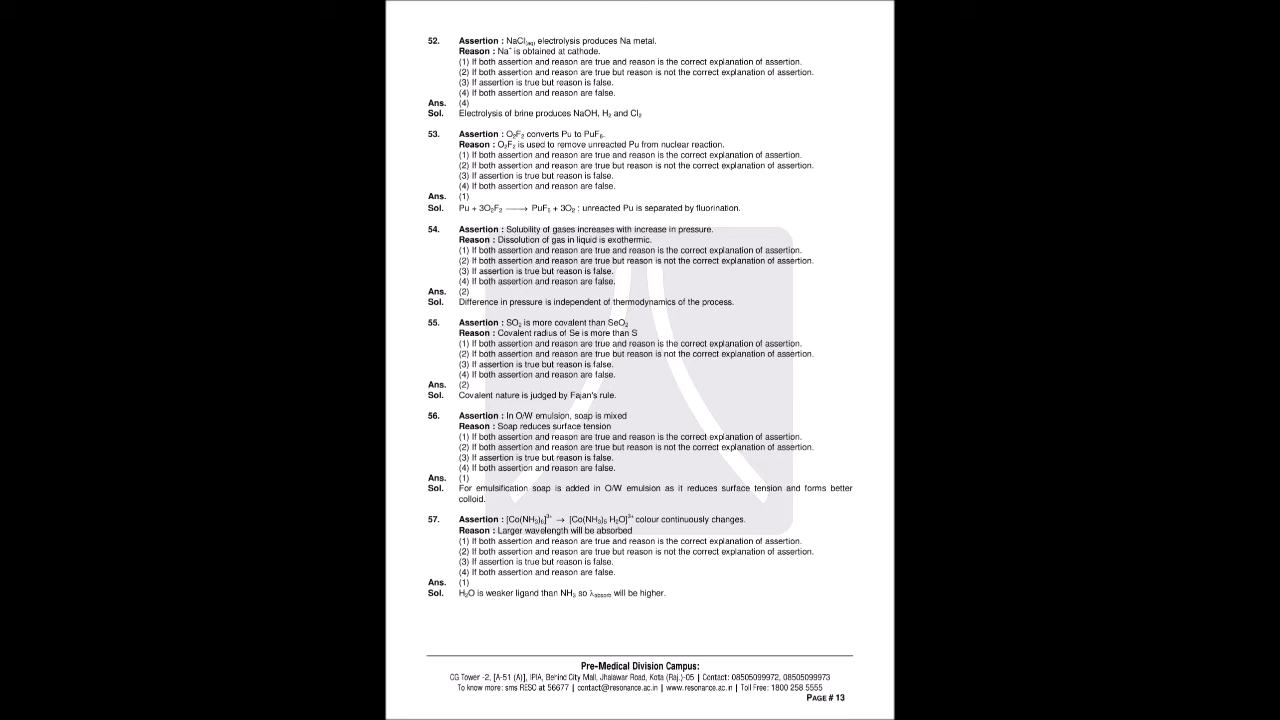 52. Assertion : NaCl(aq) electrolysis produces Na metal.
Reason : Na+ is obtained at cathode.
(1) If both assertion and reason are true and reason is the correct explanation of assertion.
(2) If both assertion and reason are true but reason is not the correct explanation of assertion.
(3) If assertion is true but reason is false.
(4) If both assertion and reason are false.
Ans. (4)
Sol. Electrolysis of brine produces NaOH, H2 and Cl2
53. Assertion : O2F2 converts Pu to PuF6.
Reason : O2F2 is used to remove unreacted Pu from nuclear reaction.
(1) If both assertion and reason are true and reason is the correct explanation of assertion.
(2) If both assertion and reason are true but reason is not the correct explanation of assertion.
(3) If assertion is true but reason is false.
(4) If both assertion and reason are false.
Ans. (1)
Sol. Pu + 3O2F2 ⟶ PuF6 + 3O2 ; unreacted Pu is separated by fluorination.
54. Assertion : Solubility of gases increases with increase in pressure.
Reason : Dissolution of gas in liquid is exothermic.
(1) If both assertion and reason are true and reason is the correct explanation of assertion.
(2) If both assertion and reason are true but reason is not the correct explanation of assertion.
(3) If assertion is true but reason is false.
(4) If both assertion and reason are false.
Ans. (2)
Sol. Difference in pressure is independent of thermodynamics of the process.
55. Assertion : SO2 is more covalent than SeO2
Reason : Covalent radius of Se is more than S
(1) If both assertion and reason are true and reason is the correct explanation of assertion.
(2) If both assertion and reason are true but reason is not the correct explanation of assertion.
(3) If assertion is true but reason is false.
(4) If both assertion and reason are false.
Ans. (2)
Sol. Covalent nature is judged by Fajan's rule.
56. Assertion : In O/W emulsion, soap is mixed
Reason : Soap reduces surface tension
(1) If both assertion and reason are true and reason is the correct explanation of assertion.
(2) If both assertion and reason are true but reason is not the correct explanation of assertion.
(3) If assertion is true but reason is false.
(4) If both assertion and reason are false.
Ans. (1)
Sol. For emulsification soap is added in O/W emulsion as it reduces surface tension and forms better
colloid.
57. Assertion : [Co(NH3)6]3+ → [Co(NH3)5 H2O]3+ colour continuously changes.
Reason : Larger wavelength will be absorbed
(1) If both assertion and reason are true and reason is the correct explanation of assertion.
(2) If both assertion and reason are true but reason is not the correct explanation of assertion.
(3) If assertion is true but reason is false.
(4) If both assertion and reason are false.
Ans. (1)
Sol. H2O is weaker ligand than NH3 so λabsorb will be higher.
Pre-Medical Division Campus:
CG Tower -2, [A-51 (A)], IPIA, Behind City Mall, Jhalawar Road, Kota (Raj.)-05 | Contact: 08505099972, 08505099973
To know more: sms RESC at 56677 | contact@resonance.ac.in | www.resonance.ac.in | Toll Free: 1800 258 5555
PAGE # 13